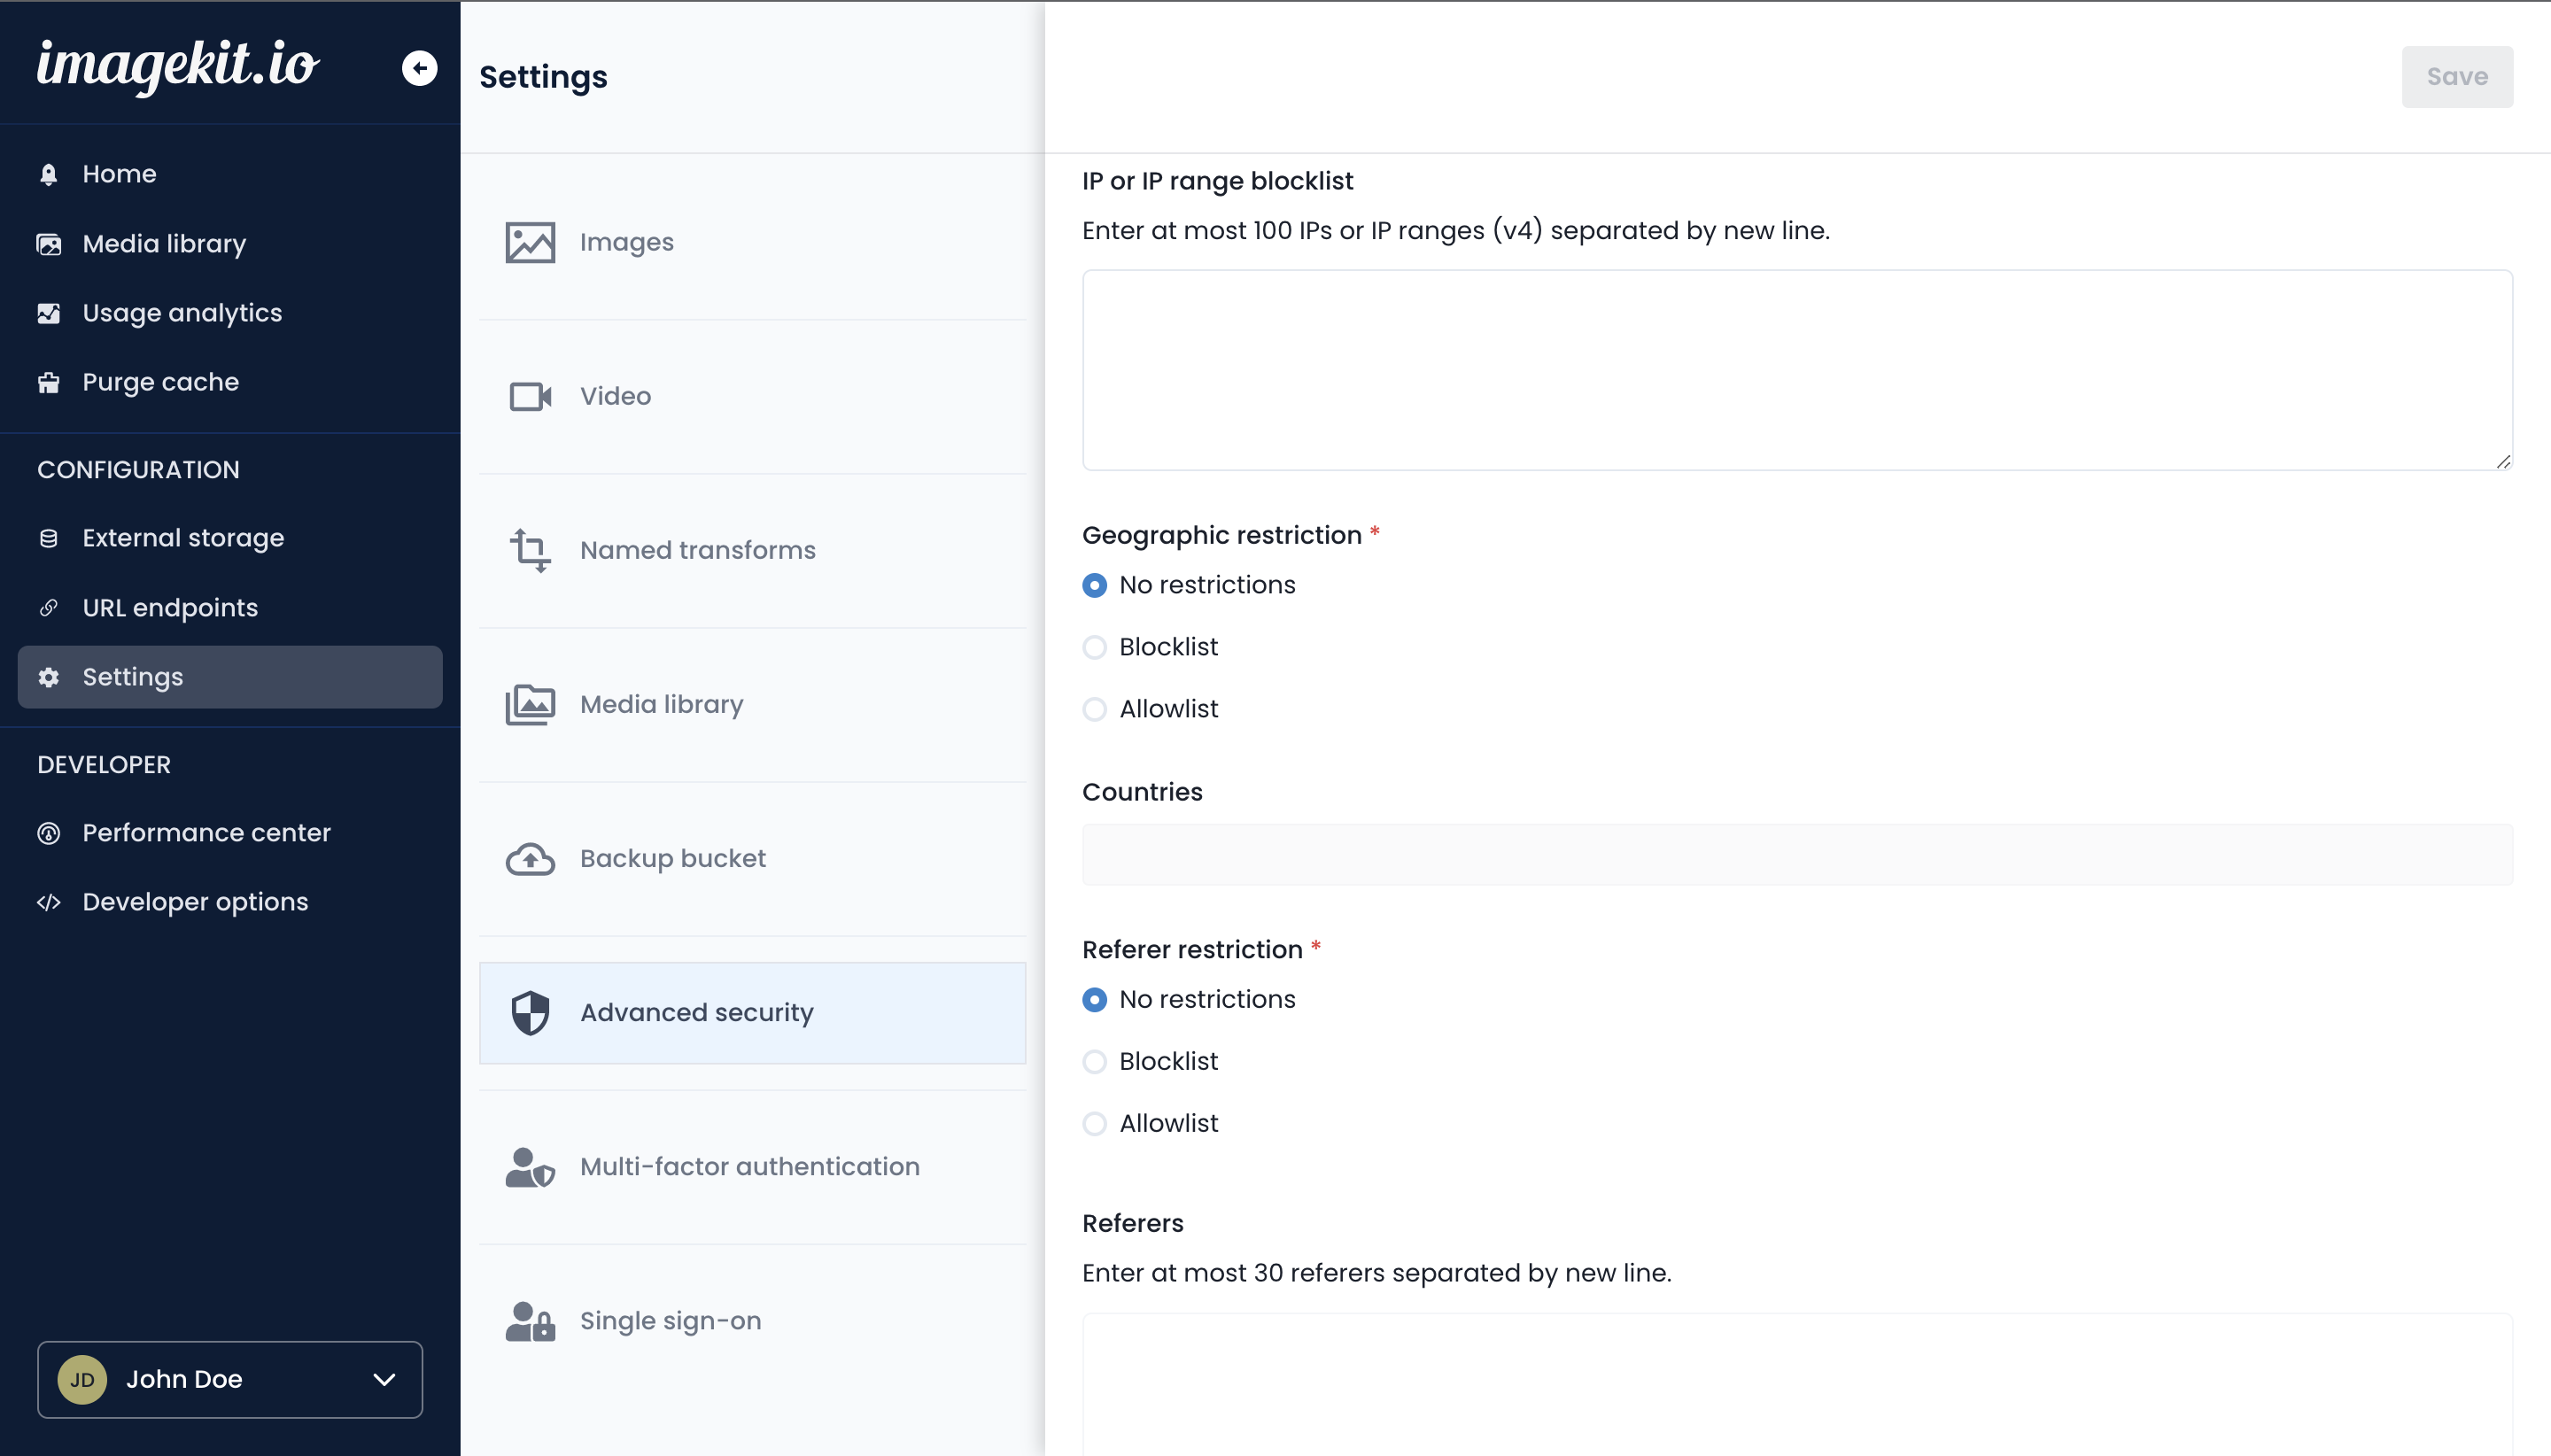 imagekit.io
Home
Media library
Usage analytics
Purge cache
CONFIGURATION
External storage
URL endpoints
Settings
DEVELOPER
Performance center
Developer options
JD John Doe
Settings
Images
Video
Named transforms
Media library
Backup bucket
Advanced security
Multi-factor authentication
Single sign-on
Save
IP or IP range blocklist
Enter at most 100 IPs or IP ranges (v4) separated by new line.
Geographic restriction *
No restrictions
Blocklist
Allowlist
Countries
Referer restriction *
No restrictions
Blocklist
Allowlist
Referers
Enter at most 30 referers separated by new line.